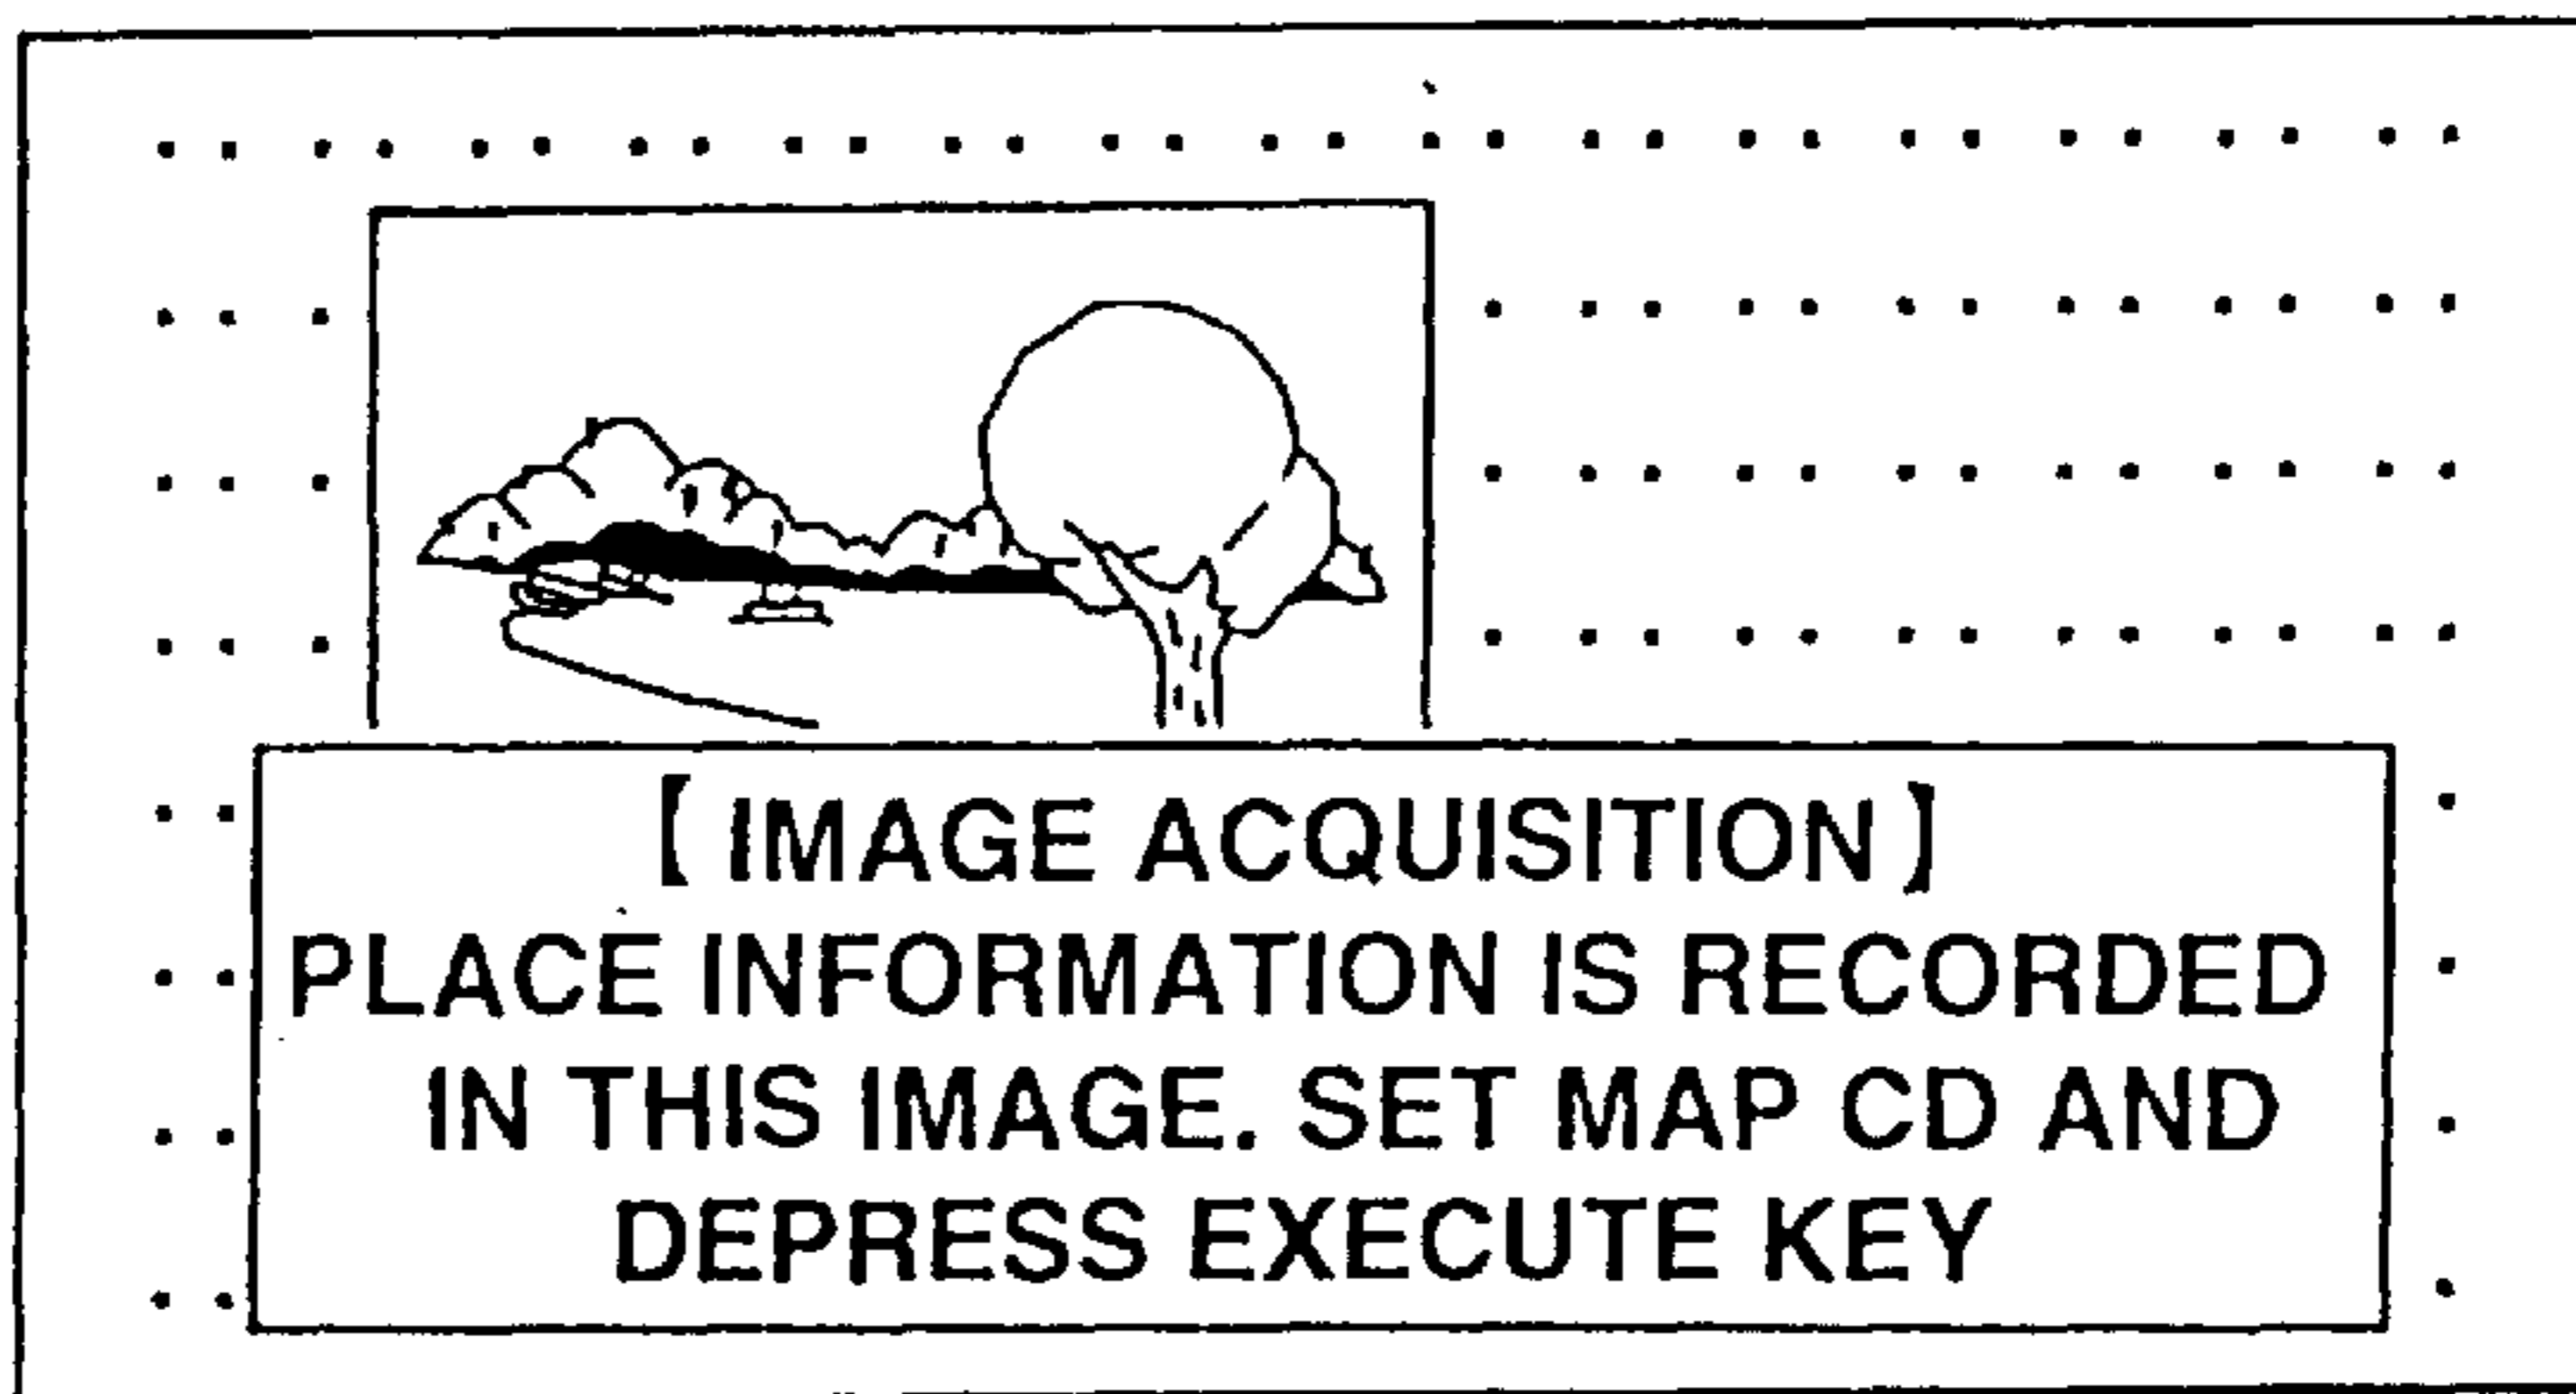 【 IMAGE ACQUISITION 】
PLACE INFORMATION IS RECORDED
IN THIS IMAGE. SET MAP CD AND
DEPRESS EXECUTE KEY